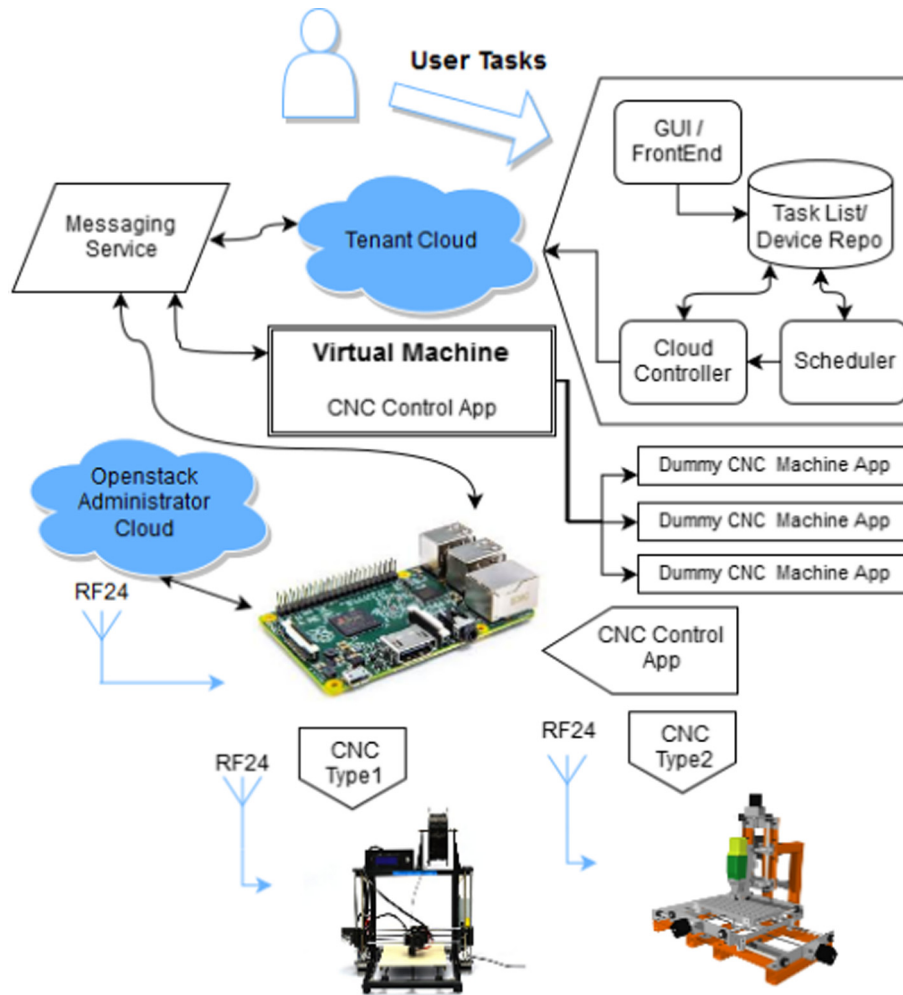 User Tasks
GUI /
FrontEnd
Task List/
Device Repo
Messaging
Service
Tenant Cloud
Cloud
Controller
Scheduler
Virtual Machine
CNC Control App
Dummy CNC Machine App
Dummy CNC Machine App
Dummy CNC Machine App
Openstack
Administrator
Cloud
RF24
CNC Control
App
RF24
CNC
Type1
RF24
CNC
Type2